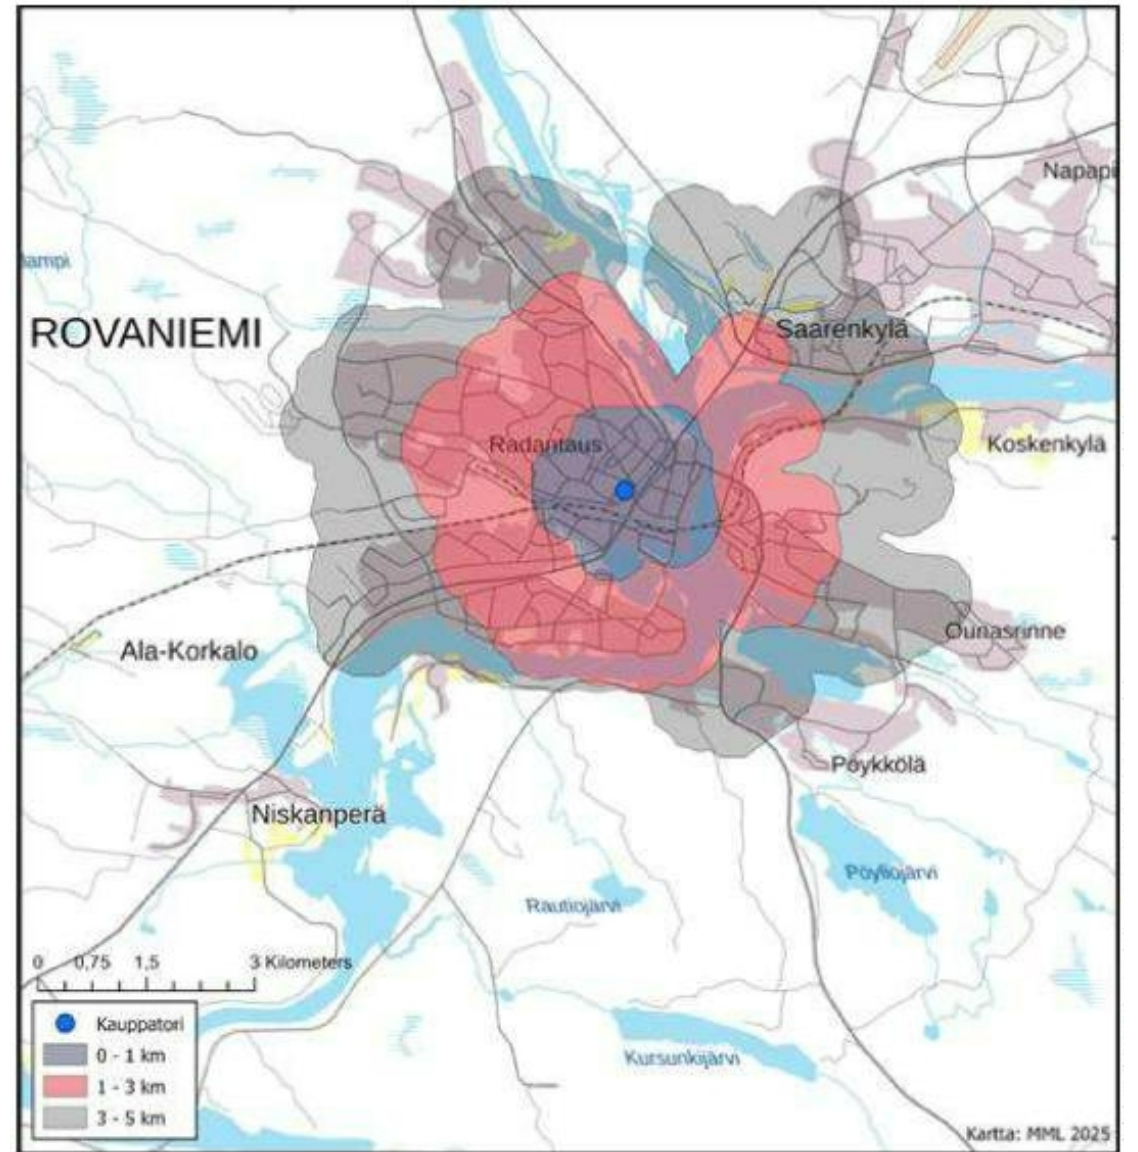 Napapi
lampi
ROVANIEMI
Saarenkylä
Radantaus
Koskenkylä
Ounasrinne
Ala-Korkalo
Pöykkölä
Niskanperä
Pöyliöjärvi
Rautiojärvi
0 0,75 1,5 3 Kilometers
Kauppatori
0 - 1 km
1 - 3 km
3 - 5 km
Kursunkijärvi
Kartta: MML 2025